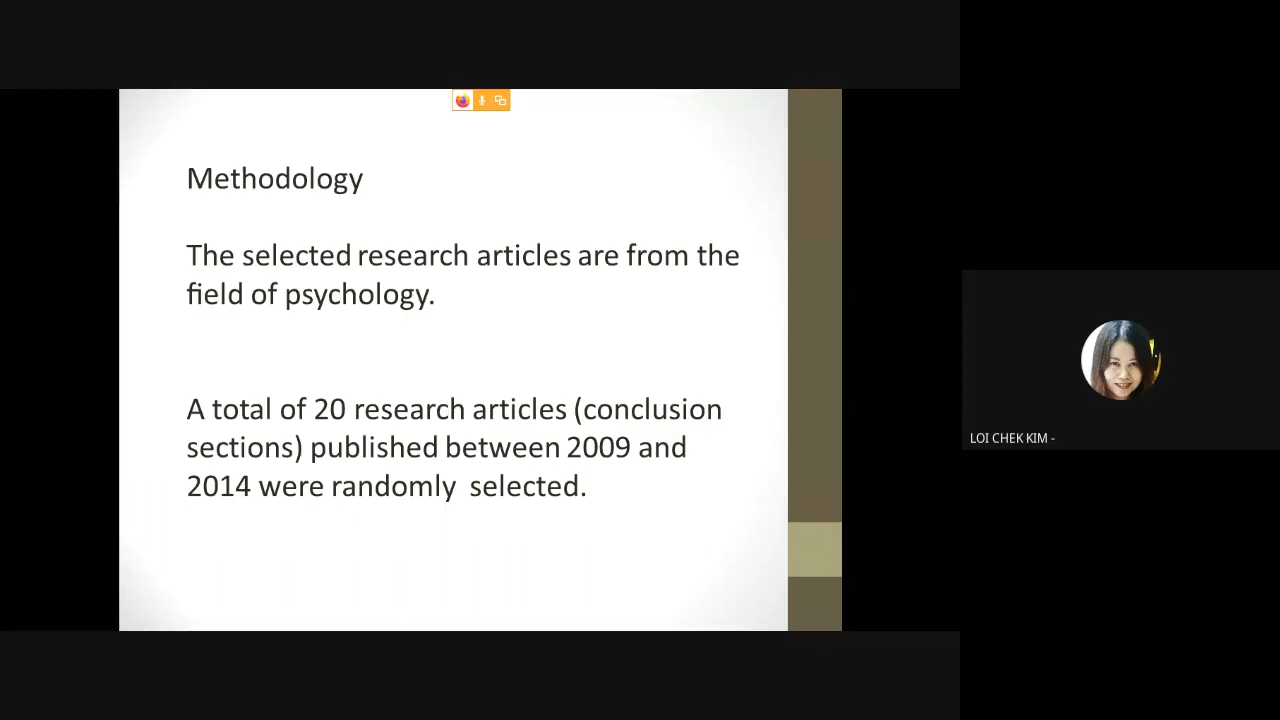 Methodology
The selected research articles are from the
field of psychology.
A total of 20 research articles (conclusion
sections) published between 2009 and
2014 were randomly  selected.
LOI CHEK KIM -